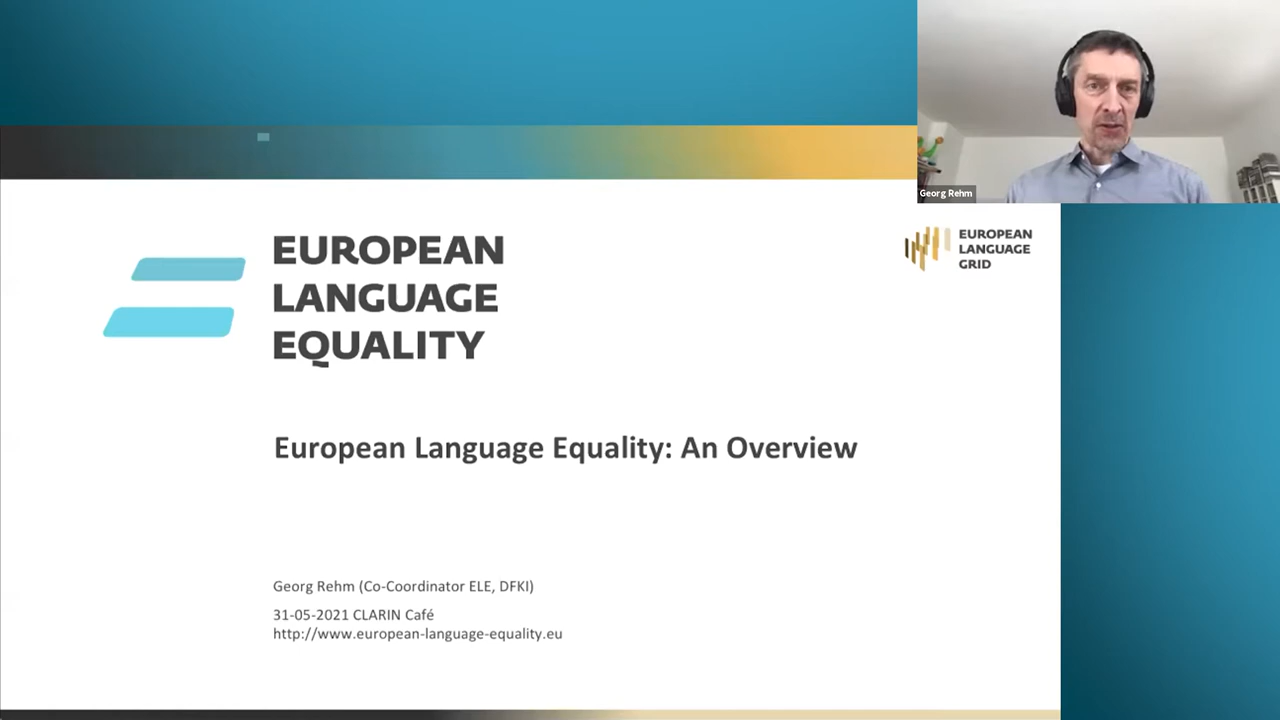 Georg Rehm
EUROPEAN
LANGUAGE
EQUALITY
EUROPEAN
LANGUAGE
GRID
European Language Equality: An Overview
Georg Rehm (Co-Coordinator ELE, DFKI)
31-05-2021 CLARIN Café
http://www.european-language-equality.eu